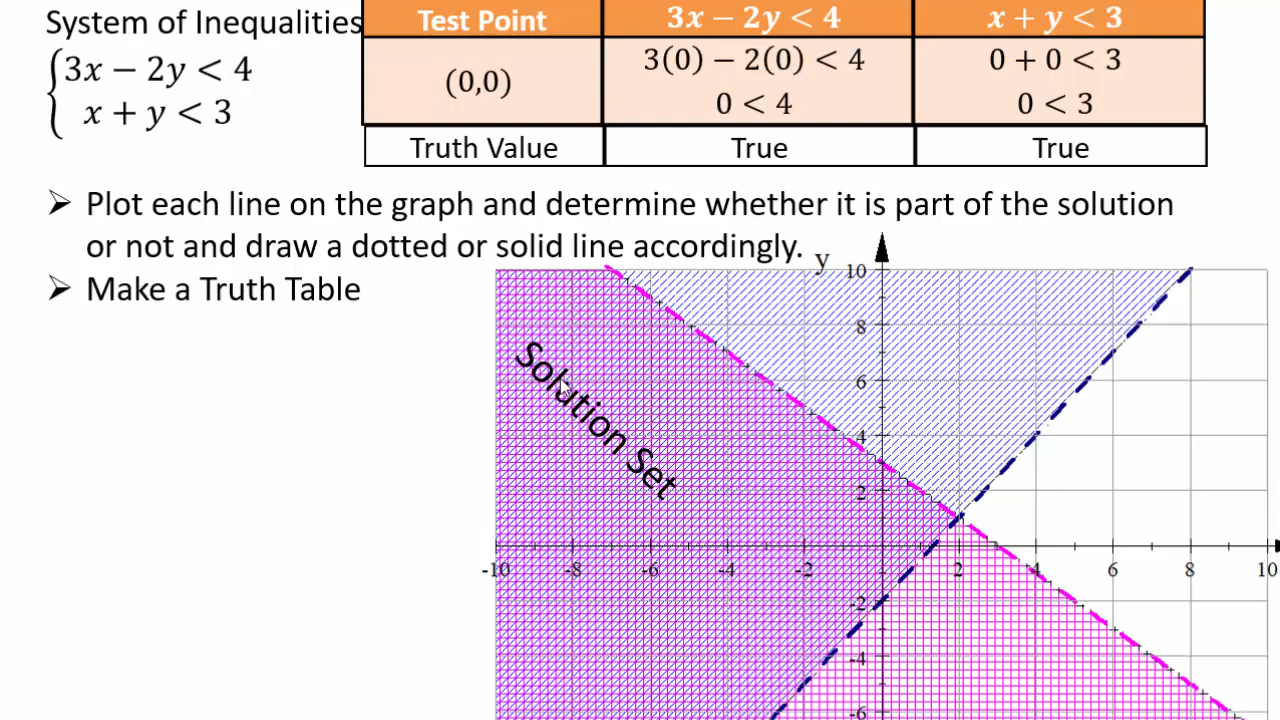 System of Inequalities
{3x − 2y < 4
x + y < 3
Test Point 3x − 2y < 4 x + y < 3
(0,0) 3(0) − 2(0) < 4 0 + 0 < 3
0 < 4 0 < 3
Truth Value True True
➢ Plot each line on the graph and determine whether it is part of the solution
or not and draw a dotted or solid line accordingly.
➢ Make a Truth Table
y
10
8
6
4
2
-10 -8 -6 -4 -2 2 4 6 8 10
-2
-4
-6
Solution Set